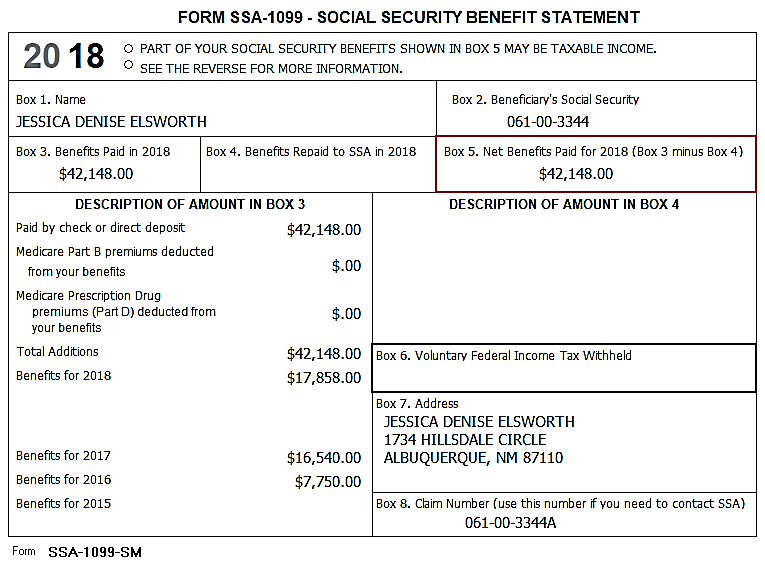 FORM SSA-1099 - SOCIAL SECURITY BENEFIT STATEMENT
2018
PART OF YOUR SOCIAL SECURITY BENEFITS SHOWN IN BOX 5 MAY BE TAXABLE INCOME.
SEE THE REVERSE FOR MORE INFORMATION.
Box 1. Name
JESSICA DENISE ELSWORTH
Box 2. Beneficiary's Social Security
061-00-3344
Box 3. Benefits Paid in 2018
$42,148.00
Box 4. Benefits Repaid to SSA in 2018
Box 5. Net Benefits Paid for 2018 (Box 3 minus Box 4)
$42,148.00
DESCRIPTION OF AMOUNT IN BOX 3
Paid by check or direct deposit $42,148.00
Medicare Part B premiums deducted
from your benefits $.00
Medicare Prescription Drug
premiums (Part D) deducted from $.00
your benefits
Total Additions $42,148.00
Benefits for 2018 $17,858.00
Benefits for 2017 $16,540.00
Benefits for 2016 $7,750.00
Benefits for 2015
DESCRIPTION OF AMOUNT IN BOX 4
Box 6. Voluntary Federal Income Tax Withheld
Box 7. Address
JESSICA DENISE ELSWORTH
1734 HILLSDALE CIRCLE
ALBUQUERQUE, NM 87110
Box 8. Claim Number (use this number if you need to contact SSA)
061-00-3344A
Form SSA-1099-SM